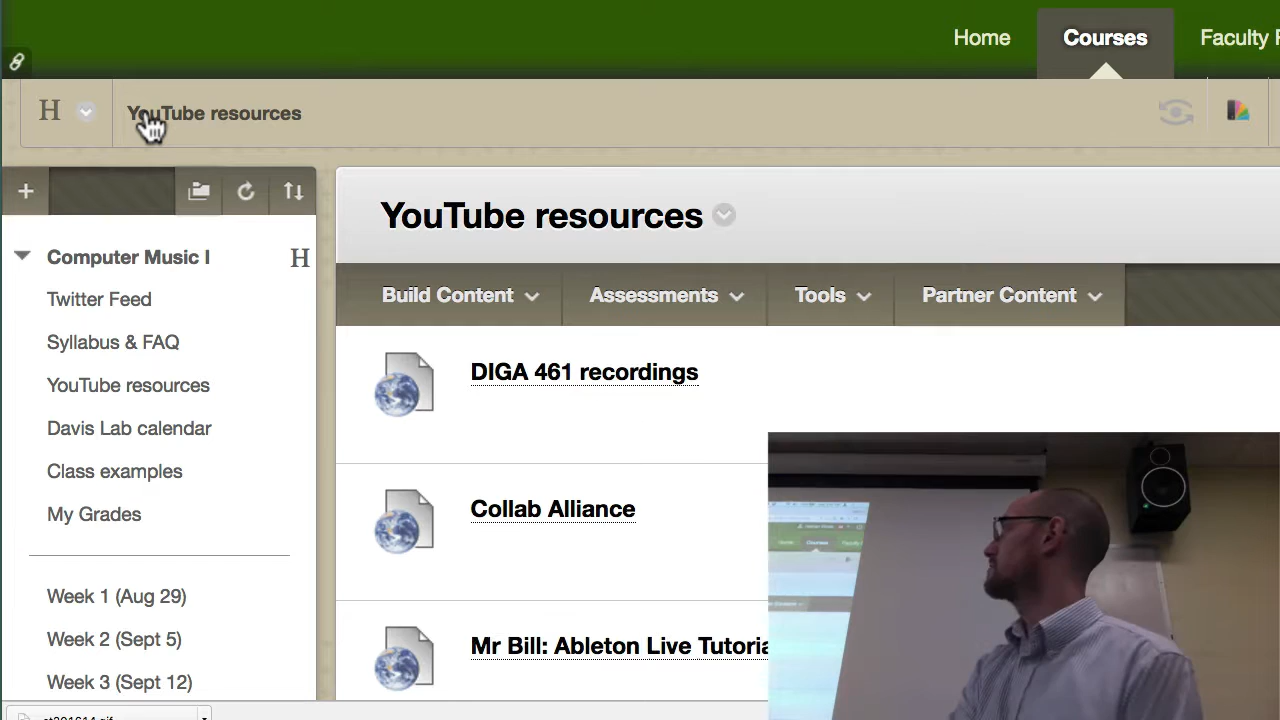 Home
Courses
Faculty
H
YouTube resources
YouTube resources
Computer Music I
H
Twitter Feed
Syllabus & FAQ
YouTube resources
Davis Lab calendar
Class examples
My Grades
Week 1 (Aug 29)
Week 2 (Sept 5)
Week 3 (Sept 12)
Build Content
Assessments
Tools
Partner Content
DIGA 461 recordings
Collab Alliance
Mr Bill: Ableton Live Tutoria